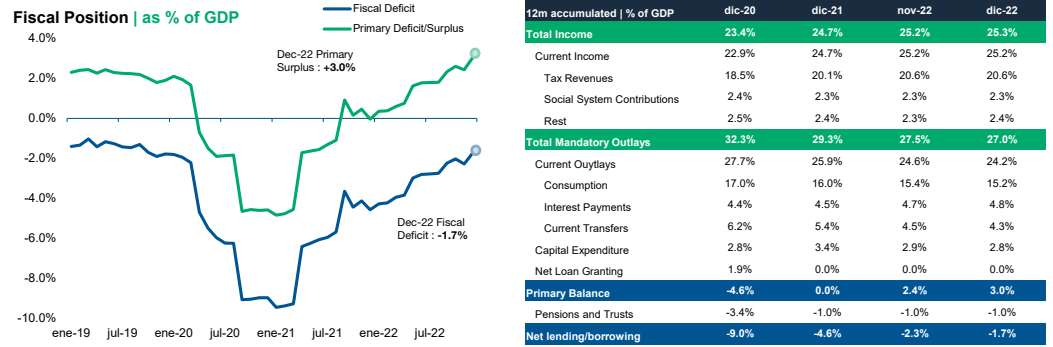 Fiscal Position | as % of GDP
Fiscal Deficit
Primary Deficit/Surplus
4.0%
2.0%
0.0%
-2.0%
-4.0%
-6.0%
-8.0%
-10.0%
Dec-22 Primary
Surplus : +3.0%
Dec-22 Fiscal
Deficit : -1.7%
ene-19 jul-19 ene-20 jul-20 ene-21 jul-21 ene-22 jul-22
12m accumulated | % of GDP dic-20 dic-21 nov-22 dic-22
Total Income 23.4% 24.7% 25.2% 25.3%
Current Income 22.9% 24.7% 25.2% 25.2%
Tax Revenues 18.5% 20.1% 20.6% 20.6%
Social System Contributions 2.4% 2.3% 2.3% 2.3%
Rest 2.5% 2.4% 2.3% 2.4%
Total Mandatory Outlays 32.3% 29.3% 27.5% 27.0%
Current Ouytlays 27.7% 25.9% 24.6% 24.2%
Consumption 17.0% 16.0% 15.4% 15.2%
Interest Payments 4.4% 4.5% 4.7% 4.8%
Current Transfers 6.2% 5.4% 4.5% 4.3%
Capital Expenditure 2.8% 3.4% 2.9% 2.8%
Net Loan Granting 1.9% 0.0% 0.0% 0.0%
Primary Balance -4.6% 0.0% 2.4% 3.0%
Pensions and Trusts -3.4% -1.0% -1.0% -1.0%
Net lending/borrowing -9.0% -4.6% -2.3% -1.7%